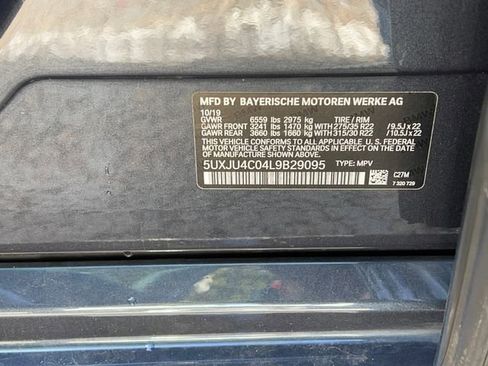 MFD BY BAYERISCHE MOTOREN WERKE AG
10/19
GVWR 6559 lbs 2975 kg TIRE / RIM
GAWR FRONT 3241 lbs 1470 kg WITH 275/35 R22 /9.5J x 22
GAWR REAR 3660 lbs 1660 kg WITH 315/30 R22 /10.5J x 22
THIS VEHICLE CONFORMS TO ALL APPLICABLE U.S. FEDERAL
MOTOR VEHICLE SAFETY STANDARDS IN EFFECT ON THE DATE OF
MANUFACTURE SHOWN ABOVE.
5UXJU4C04L9B29095 TYPE: MPV
C27M
7 320 729